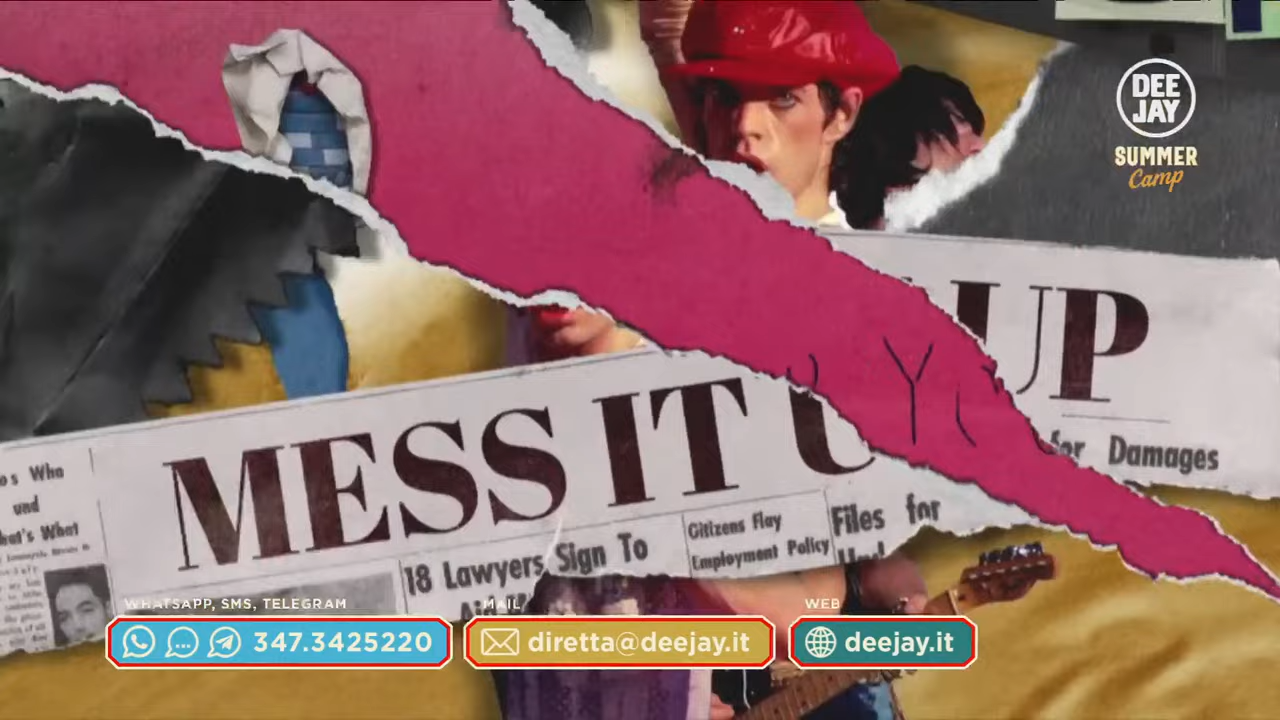 DEE
JAY
SUMMER
Camp
UP
for Damages
MESS IT U
Who
und
What
18 Lawyers Sign To
Citizens Flay
Employment Policy
Files for
WHATSAPP, SMS, TELEGRAM
347.3425220
MAIL
diretta@deejay.it
WEB
deejay.it